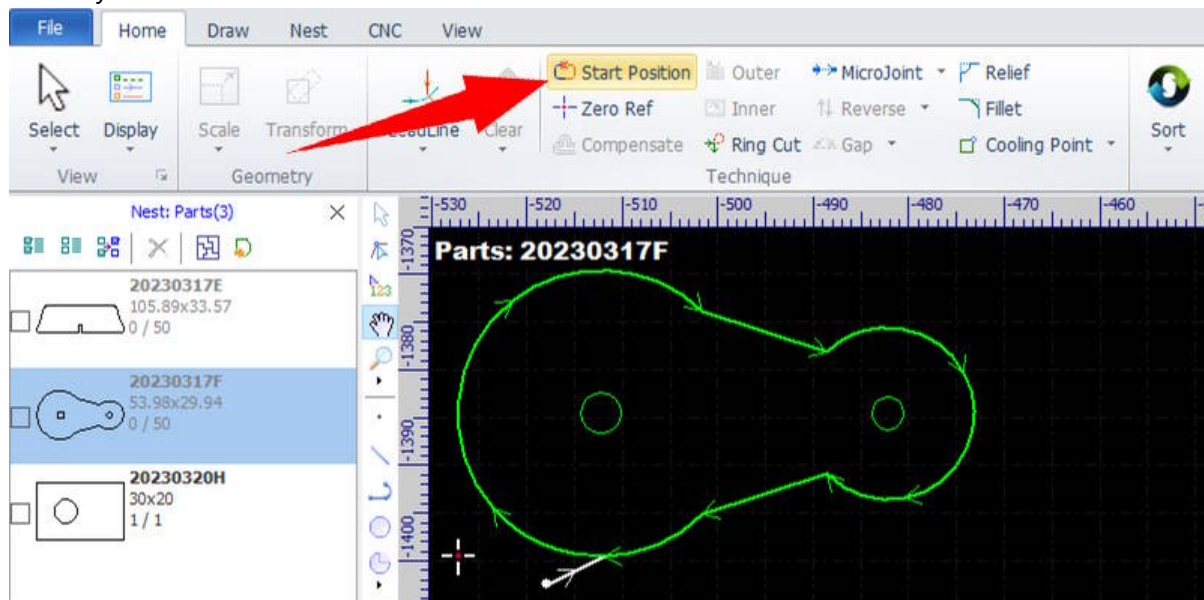 File Home Draw Nest CNC View
Start Position Outer MicroJoint Relief
Zero Ref Inner Reverse Fillet
Select Display Scale Transform LeadLine Clear Compensate Ring Cut Gap Cooling Point Sort
View Geometry Technique
Nest: Parts(3)
-530 -520 -510 -500 -490 -480 -470 -460
Parts: 20230317F
20230317E
105.89x33.57
0 / 50
123
20230317F
53.98x29.94
0 / 50
20230320H
30x20
1 / 1
-1370
-1380
-1390
-1400